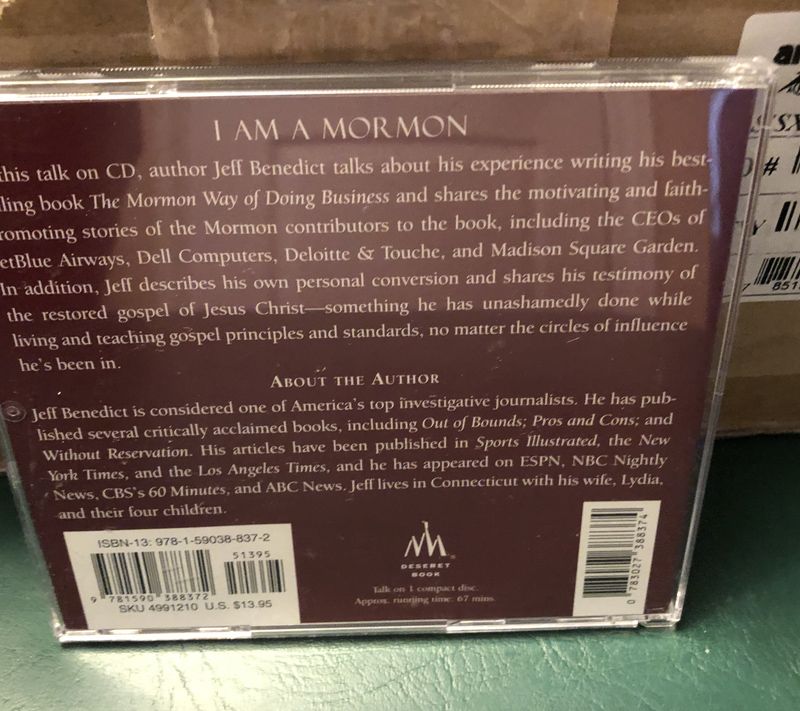 I AM A MORMON
this talk on CD, author Jeff Benedict talks about his experience writing his best-
ling book The Mormon Way of Doing Business and shares the motivating and faith-
romoting stories of the Mormon contributors to the book, including the CEOs of
etBlue Airways, Dell Computers, Deloitte & Touche, and Madison Square Garden.
In addition, Jeff describes his own personal conversion and shares his testimony of
the restored gospel of Jesus Christ—something he has unashamedly done while
living and teaching gospel principles and standards, no matter the circles of influence
he's been in.
ABOUT THE AUTHOR
Jeff Benedict is considered one of America's top investigative journalists. He has pub-
lished several critically acclaimed books, including Out of Bounds; Pros and Cons; and
Without Reservation. His articles have been published in Sports Illustrated, the New
York Times, and the Los Angeles Times, and he has appeared on ESPN, NBC Nightly
News, CBS's 60 Minutes, and ABC News. Jeff lives in Connecticut with his wife, Lydia,
and their four children.
ISBN-13: 978-1-59038-837-2
51395
9 781590 388372
SKU 4991210 U.S. $13.95
DESERET
BOOK
Talk on 1 compact disc.
Approx. running time: 67 mins.
0 783027 388374
#
7 851